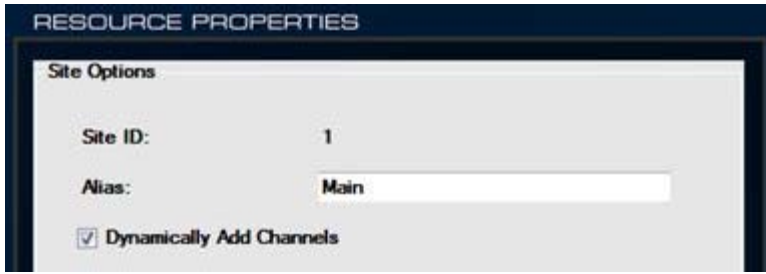 RESOURCE PROPERTIES
Site Options
Site ID: 1
Alias: Main
Dynamically Add Channels